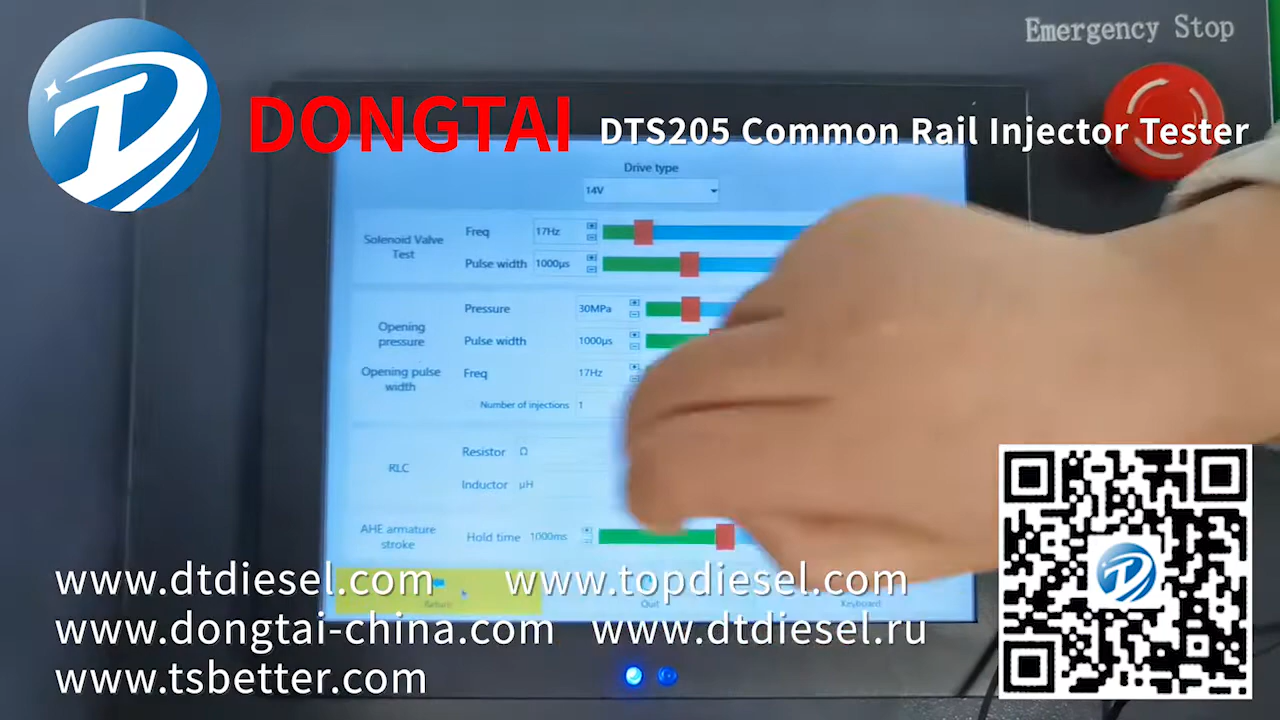 Emergency Stop
DONGTAI
DTS205 Common Rail Injector Tester
Drive type
14V
Solenoid Valve
Test
Freq
17Hz
Pulse width
1000μs
Opening
pressure
Pressure
30MPa
Pulse width
1000μs
Opening pulse
width
Freq
17Hz
Number of injections
1
RLC
Resistor Ω
Inductor μH
AHE armature
stroke
Hold time
1000ms
Return
Quit
Keyboard
www.dtdiesel.com www.topdiesel.com
www.dongtai-china.com www.dtdiesel.ru
www.tsbetter.com